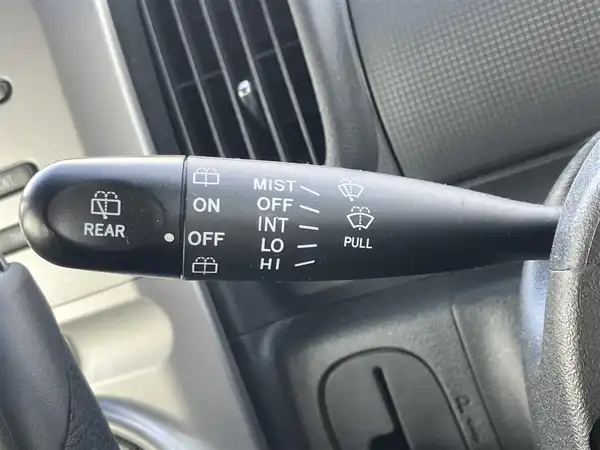 REAR
ON
OFF
MIST
OFF
INT
LO
HI
PULL
P